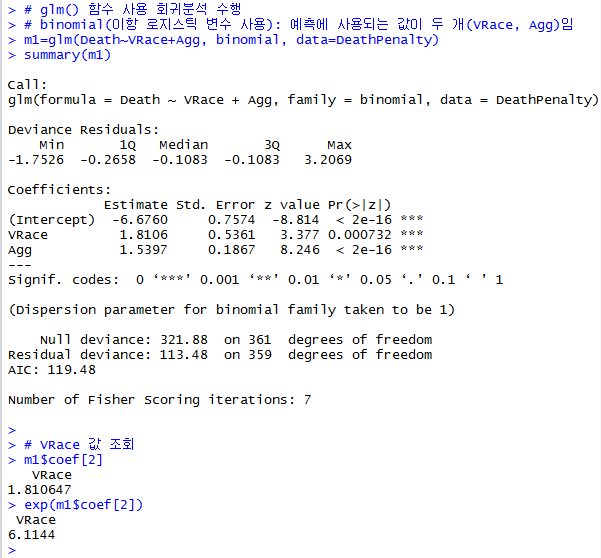 > # glm() 함수 사용 회귀분석 수행
> # binomial(이항 로지스틱 변수 사용): 예측에 사용되는 값이 두 개(VRace, Agg)임
> m1=glm(Death~VRace+Agg, binomial, data=DeathPenalty)
> summary(m1)
Call:
glm(formula = Death ~ VRace + Agg, family = binomial, data = DeathPenalty)
Deviance Residuals:
    Min       1Q   Median       3Q      Max
-1.7526  -0.2658  -0.1083  -0.1083   3.2069
Coefficients:
            Estimate Std. Error z value Pr(>|z|)
(Intercept)  -6.6760     0.7574  -8.814  < 2e-16 ***
VRace         1.8106     0.5361   3.377 0.000732 ***
Agg           1.5397     0.1867   8.246  < 2e-16 ***
---
Signif. codes:  0 ‘***’ 0.001 ‘**’ 0.01 ‘*’ 0.05 ‘.’ 0.1 ‘ ’ 1
(Dispersion parameter for binomial family taken to be 1)
    Null deviance: 321.88  on 361  degrees of freedom
Residual deviance: 113.48  on 359  degrees of freedom
AIC: 119.48
Number of Fisher Scoring iterations: 7
>
> # VRace 값 조회
> m1$coef[2]
   VRace
1.810647
> exp(m1$coef[2])
 VRace
6.1144
>